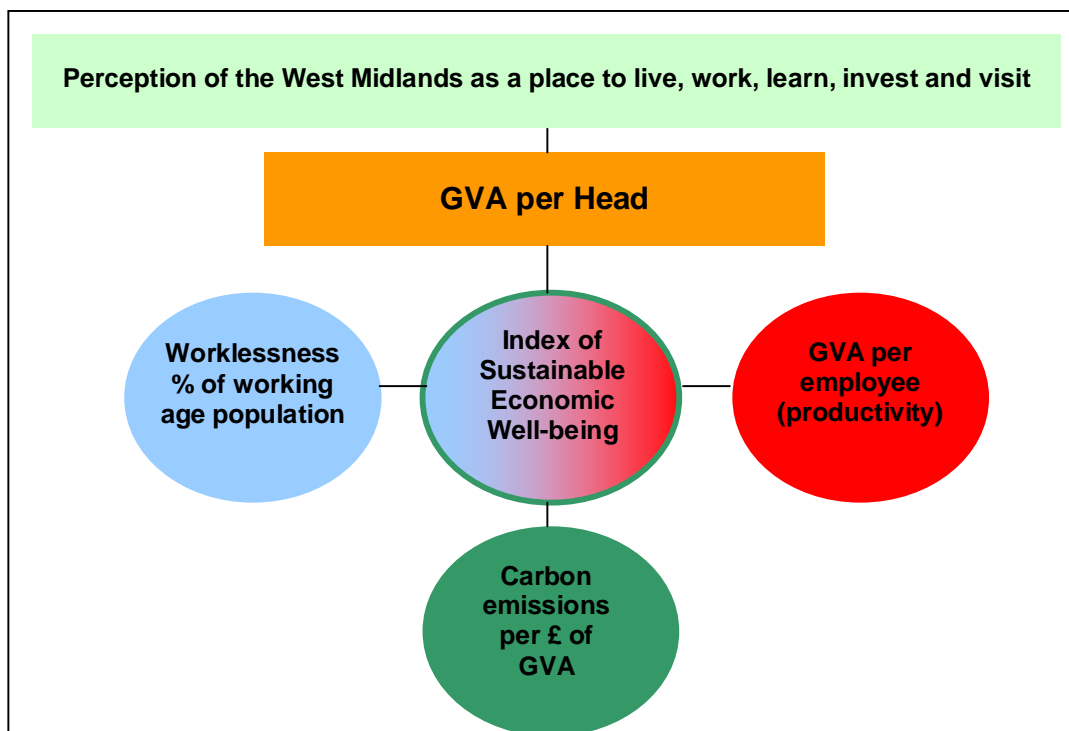 Perception of the West Midlands as a place to live, work, learn, invest and visit
GVA per Head
Worklessness
% of working
age population
Index of
Sustainable
Economic
Well-being
GVA per
employee
(productivity)
Carbon
emissions
per £ of
GVA